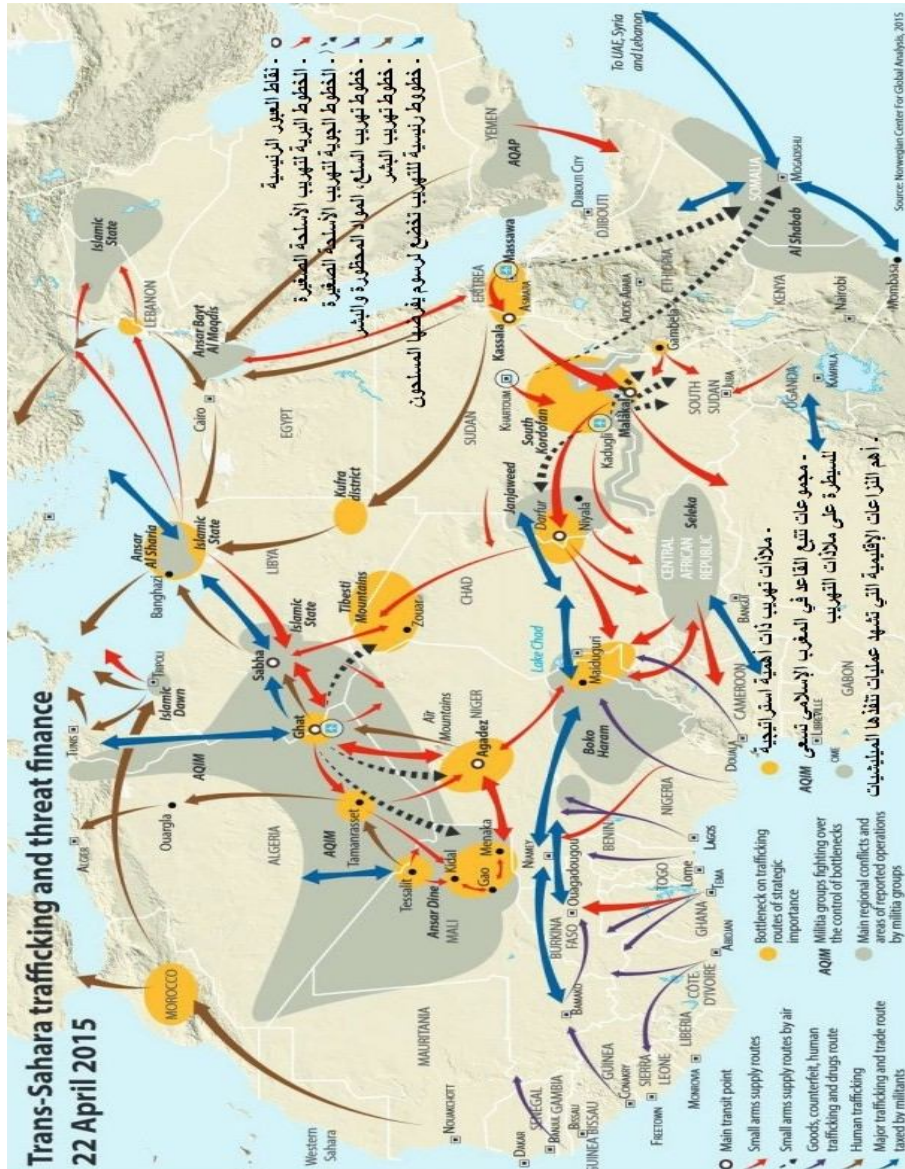 Trans-Sahara trafficking and threat finance
22 April 2015
Western
Sahara
MOROCCO
ALGER
TUNIS
Ouargla
ALGERIA
AQIM
TRIPOLI
Islamic
Dawn
Banghazi
Ansar
Al Sharia
Islamic
State
Cairo
LEBANON
Islamic
State
Ansar Bayt
Al Maqdis
EGYPT
LIBYA
Kufra
district
Sabha
Islamic
State
Ghat
Tibesti
Mountains
Zouar
AQIM
Tamanrasset
Tessalit
Kidal
Ansar Dine
MALI
Gao
Menaka
Aïr
Mountains
Agadez
NIGER
CHAD
SUDAN
KHARTOUM
Kassala
ERITREA
Massawa
ASMARA
YEMEN
AQAP
MAURITANIA
NOUAKCHOTT
DAKAR
SENEGAL
BANJUL
GAMBIA
BISSAU
GUINEA BISSAU
GUINEA
CONAKRY
FREETOWN
SIERRA
LEONE
MONROVIA
LIBERIA
CÔTE
D'IVOIRE
ABIDJAN
BAMAKO
BURKINA
FASO
Ouagadougou
NIAMEY
GHANA
TEMA
TOGO
Lome
BENIN
LAGOS
NIGERIA
Boko
Haram
Maiduguri
Lake Chad
DOUALA
CAMEROON
LIBREVILLE
GABON
Janjaweed
Darfur
Niyala
CENTRAL
AFRICAN
REPUBLIC
Seleka
BANGUI
South
Kordofan
Kadugli
Malakal
SOUTH
SUDAN
JUBA
Gambela
ADDIS ABABA
ETHIOPIA
DJIBOUTI CITY
DJIBOUTI
UGANDA
KAMPALA
KENYA
Nairobi
Mombasa
SOMALIA
MOGADISHU
Al Shabab
To UAE, Syria
and Lebanon
- نقاط العبور الرئيسية
- الخطوط البرية لتهريب الأسلحة الصغيرة
- الخطوط الجوية لتهريب الأسلحة الصغيرة
- خطوط تهريب السلع، المواد المحظورة والبشر
- خطوط تهريب البشر
- خطووط رئيسية للتهريب تخضع لرسوم يفرضها المسلحون
- ملاذات تهريب ذات أهمية استراتيجية
- مجموعات تتبع القاعد في المغرب الإسلامي تسعى
للسيطرة على ملاذات التهريب
- أهم النزاعات الإقليمية التي تشهد عمليات تنفذها الميليشيات
Main transit point
Small arms supply routes
Small arms supply routes by air
Goods, counterfeit, human
trafficking and drugs route
Human trafficking
Major trafficking and trade route
taxed by militants
Bottleneck on trafficking
routes of strategic
importance
AQIM
Militia groups fighting over
the control of bottlenecks
Main regional conflicts and
areas of reported operations
by militia groups
Source: Norwegian Center For Global Analysis, 2015